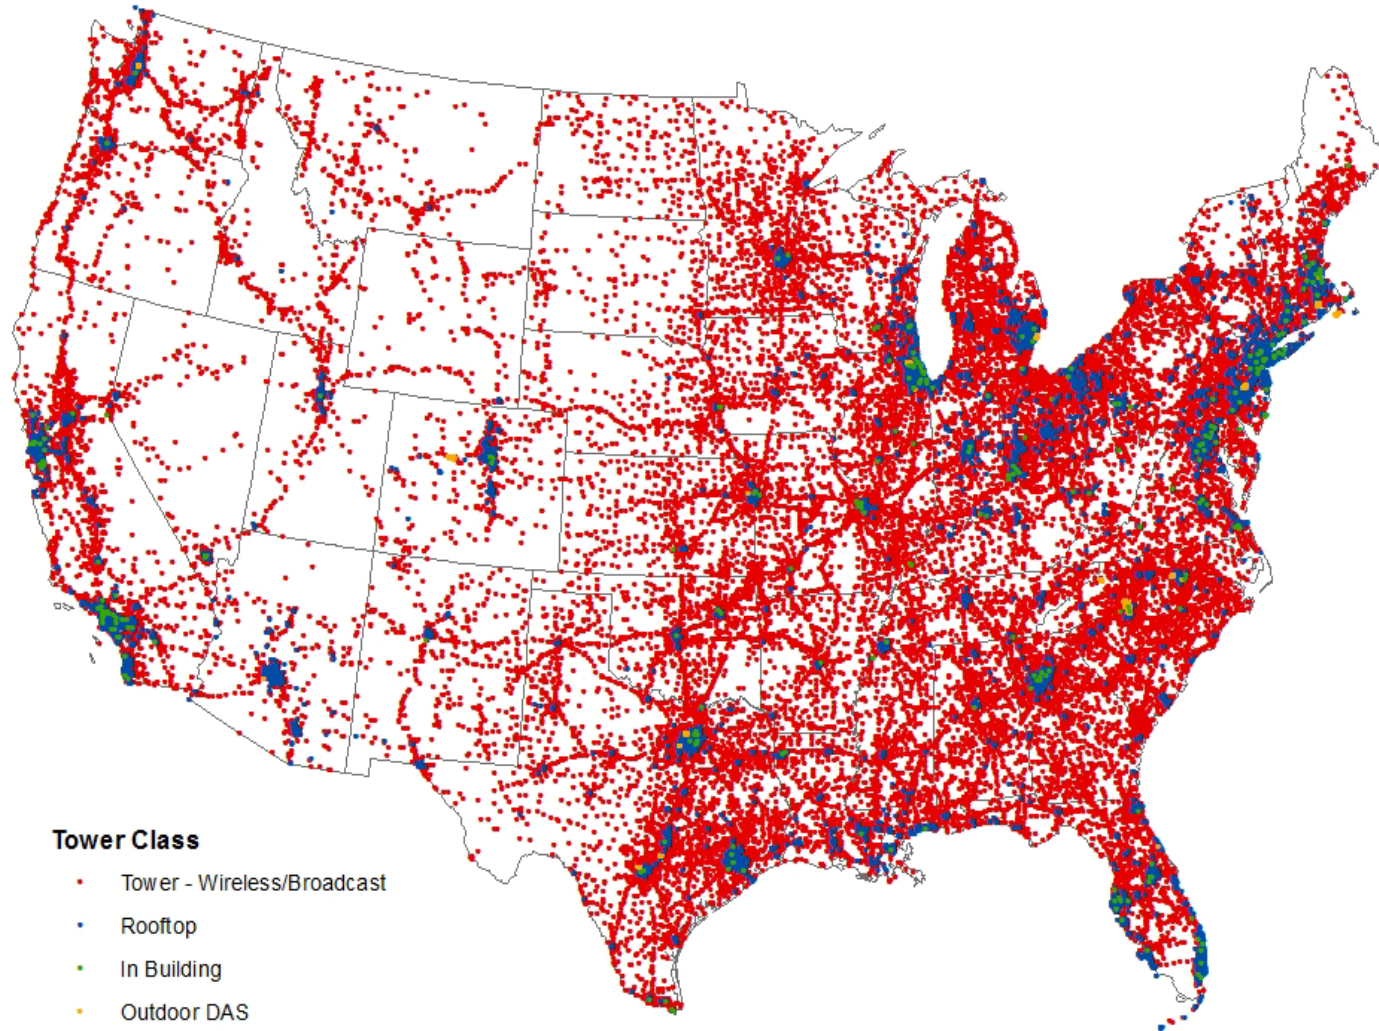 Tower Class
Tower - Wireless/Broadcast
Rooftop
In Building
Outdoor DAS